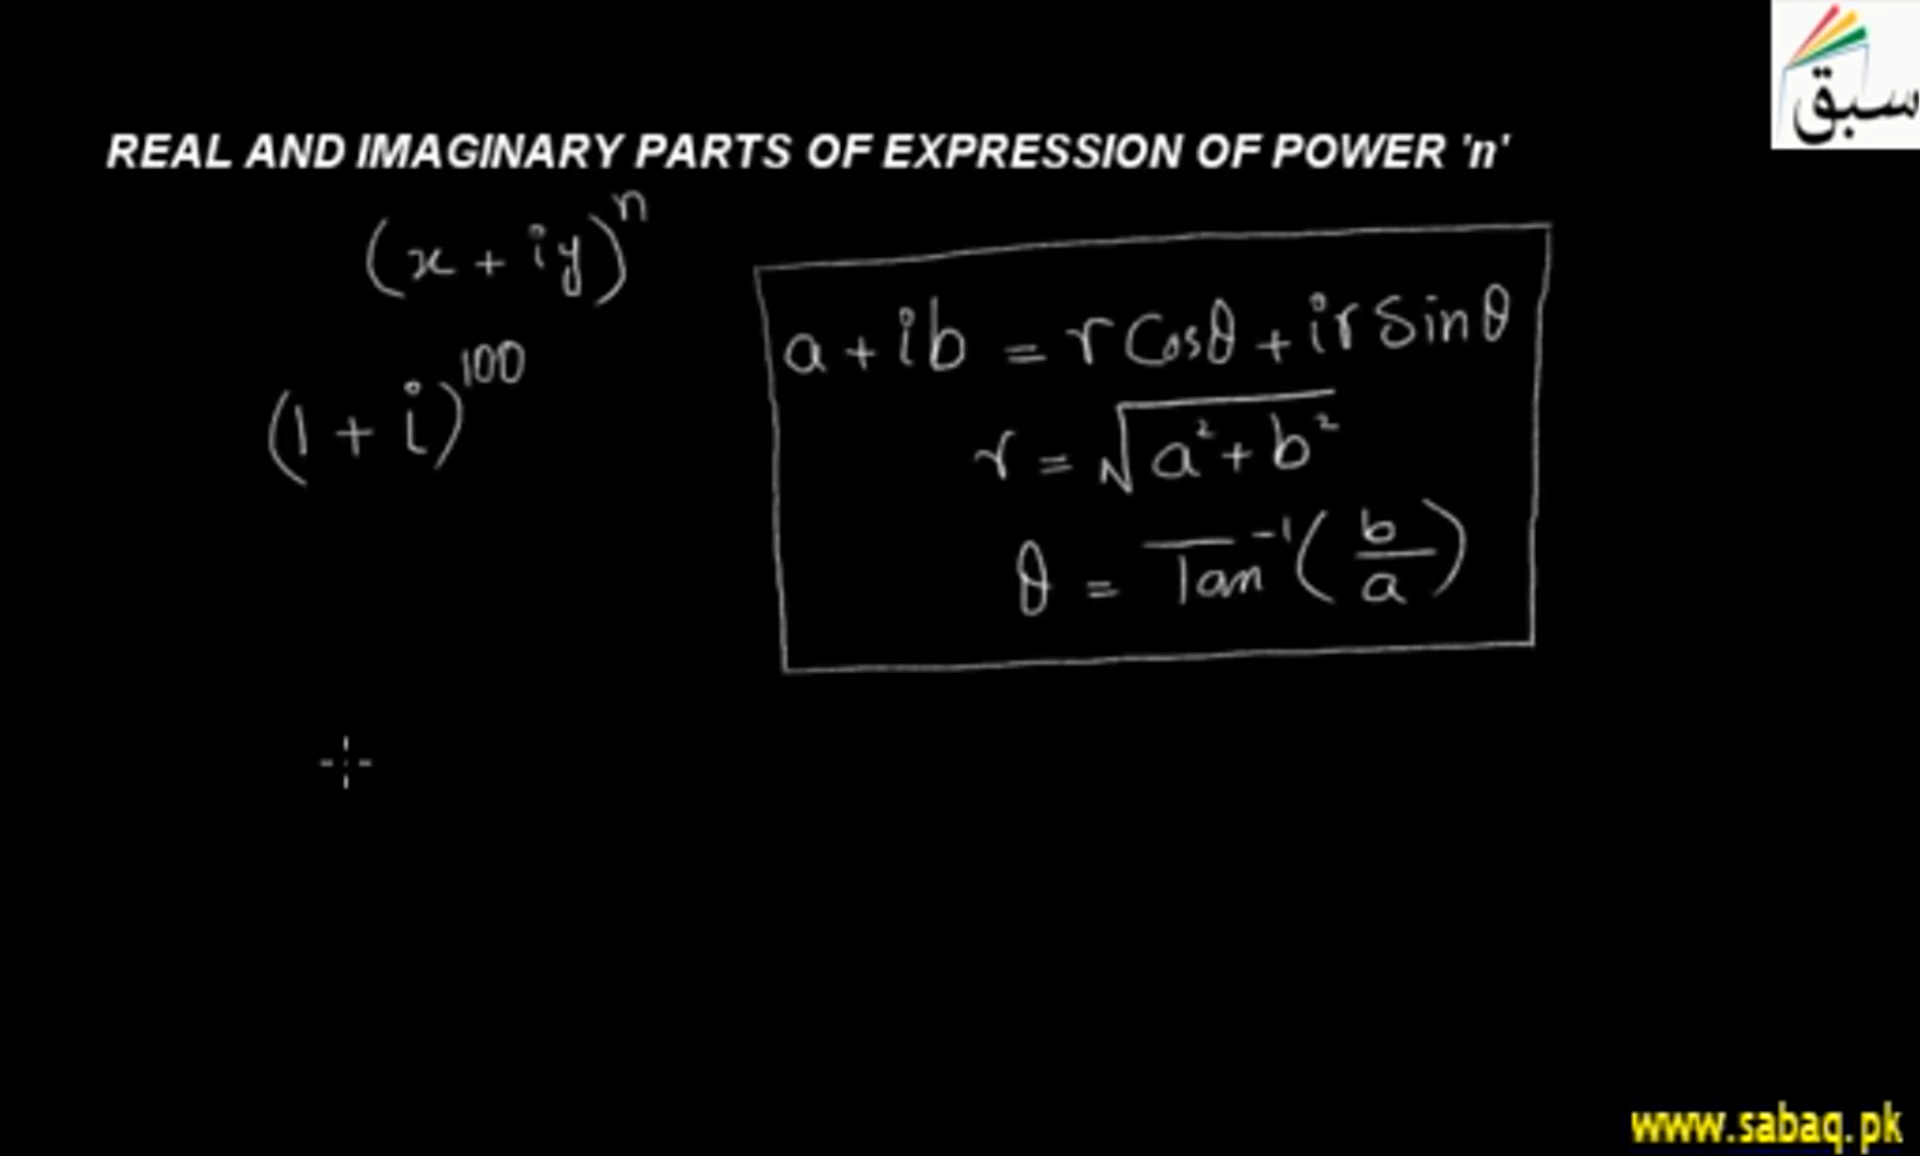 سبق
REAL AND IMAGINARY PARTS OF EXPRESSION OF POWER 'n'
(x + iy)ⁿ
(1 + i)¹⁰⁰
a + ib = r Cosθ + ir Sinθ
r = √(a² + b²)
θ = Tan⁻¹(b/a)
www.sabaq.pk